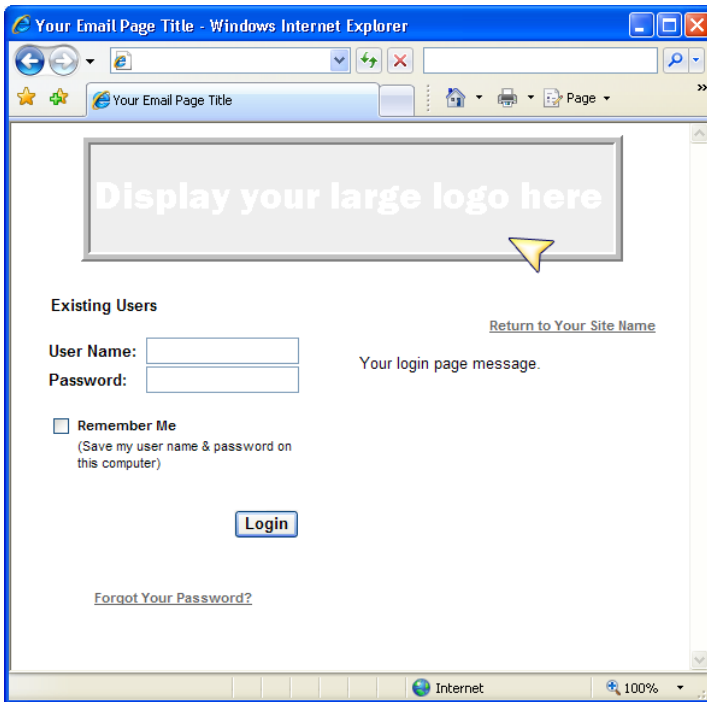 Your Email Page Title - Windows Internet Explorer
Your Email Page Title
Page
»
Display your large logo here
Existing Users
Return to Your Site Name
User Name:
Your login page message.
Password:
Remember Me
(Save my user name & password on
this computer)
Login
Forgot Your Password?
Internet
100%